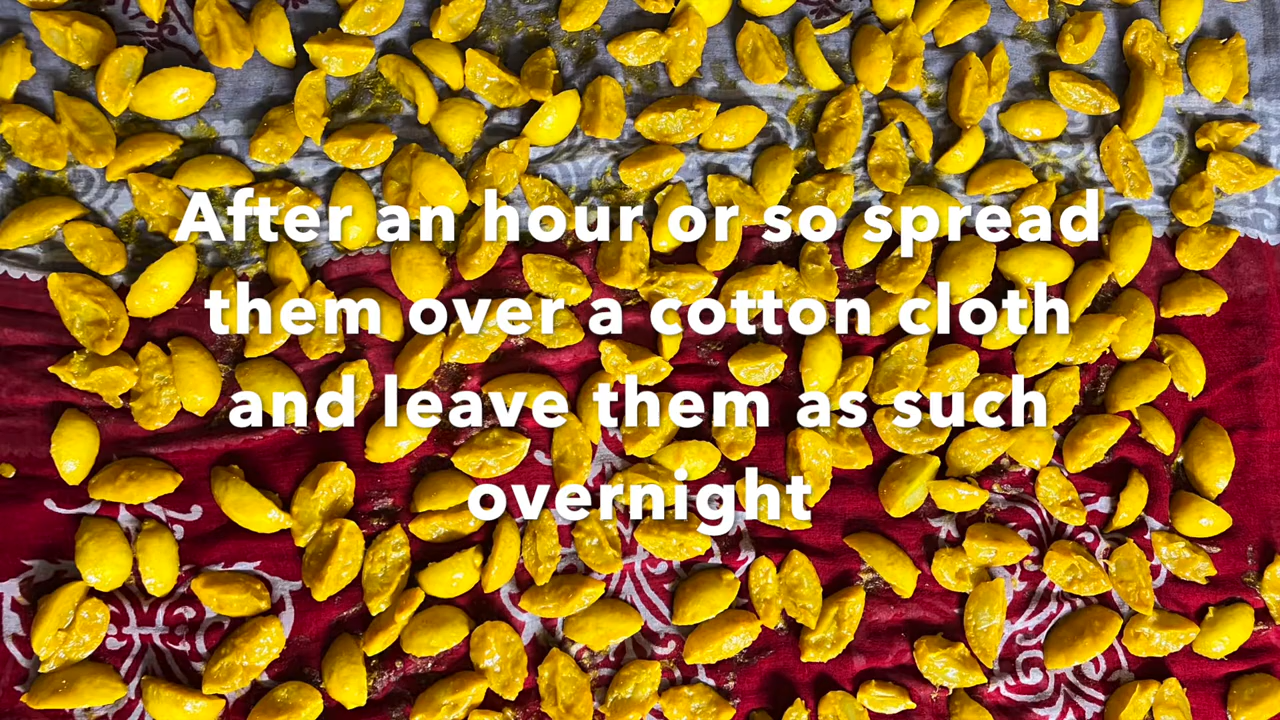 After an hour or so spread
them over a cotton cloth
and leave them as such
overnight